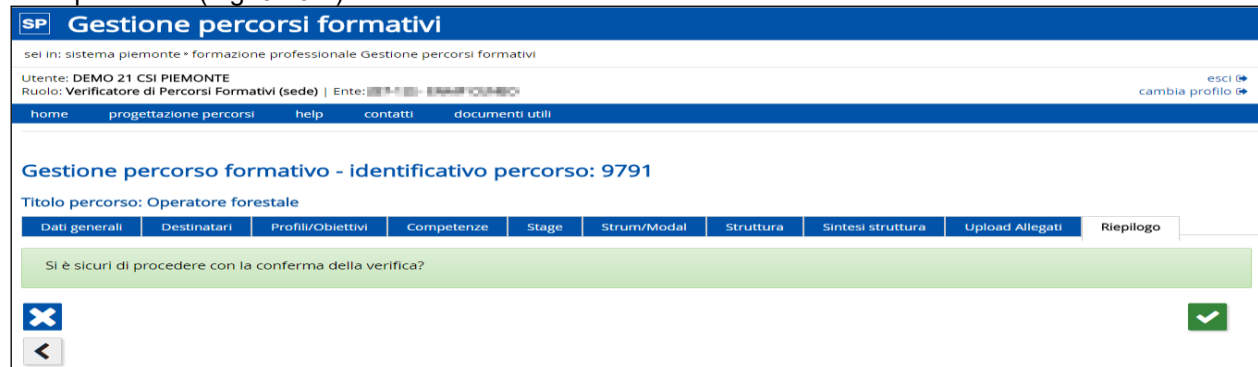 SP Gestione percorsi formativi
sei in: sistema piemonte » formazione professionale Gestione percorsi formativi
Utente: DEMO 21 CSI PIEMONTE
esci
Ruolo: Verificatore di Percorsi Formativi (sede) | Ente:
cambia profilo
home progettazione percorsi help contatti documenti utili
Gestione percorso formativo - identificativo percorso: 9791
Titolo percorso: Operatore forestale
Dati generali Destinatari Profili/Obiettivi Competenze Stage Strum/Modal Struttura Sintesi struttura Upload Allegati Riepilogo
Si è sicuri di procedere con la conferma della verifica?